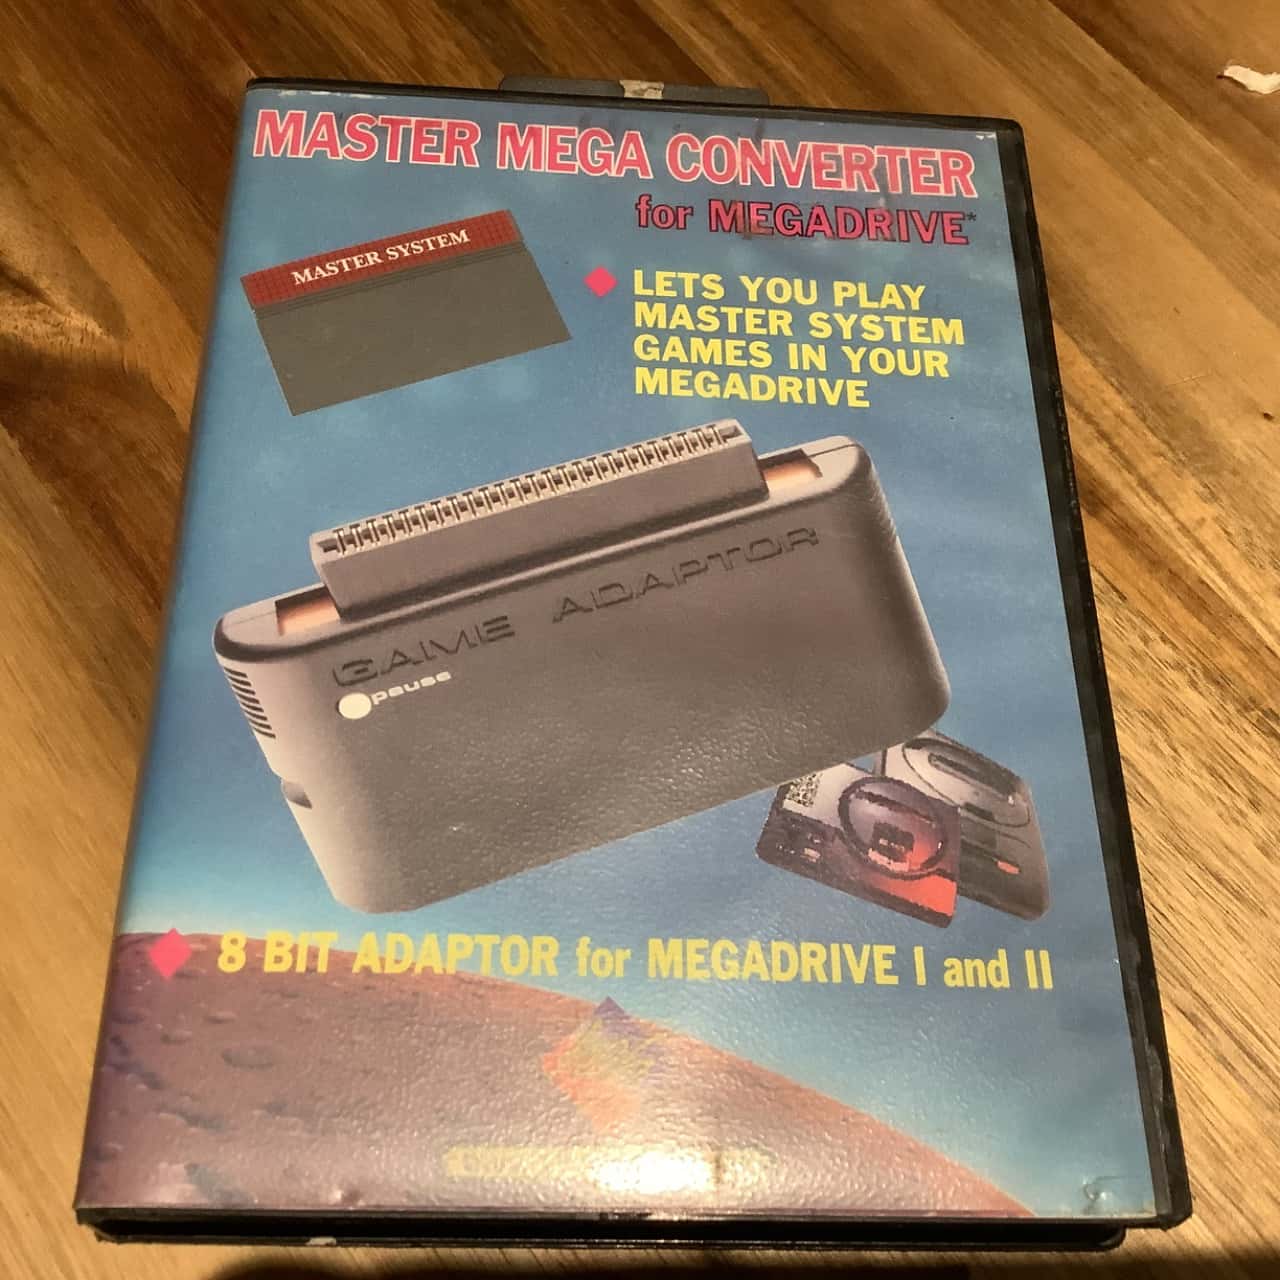 MASTER MEGA CONVERTER
for MEGADRIVE*
MASTER SYSTEM
LETS YOU PLAY
MASTER SYSTEM
GAMES IN YOUR
MEGADRIVE
GAME ADAPTOR
pause
8 BIT ADAPTOR for MEGADRIVE I and II